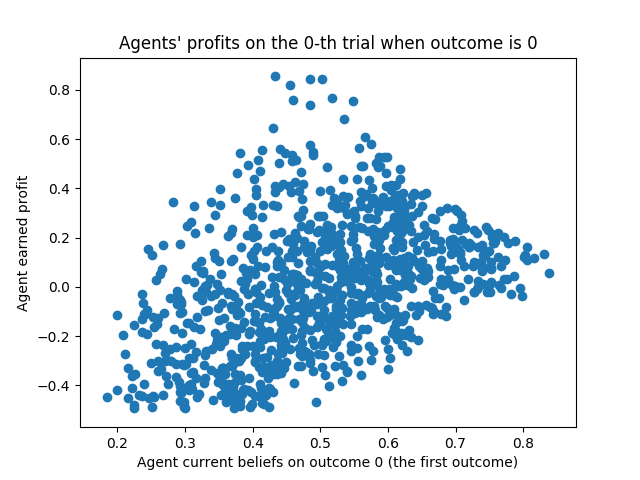 Agents' profits on the 0-th trial when outcome is 0
0.8
0.6
0.4
0.2
0.0
−0.2
−0.4
Agent earned profit
0.2 0.3 0.4 0.5 0.6 0.7 0.8
Agent current beliefs on outcome 0 (the first outcome)